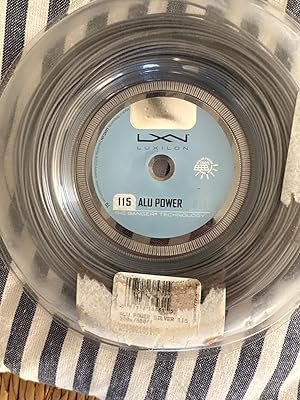 LXN
LUXILON
115 ALU POWER
THE BANGER® TECHNOLOGY
ALU POWER SILVER 115